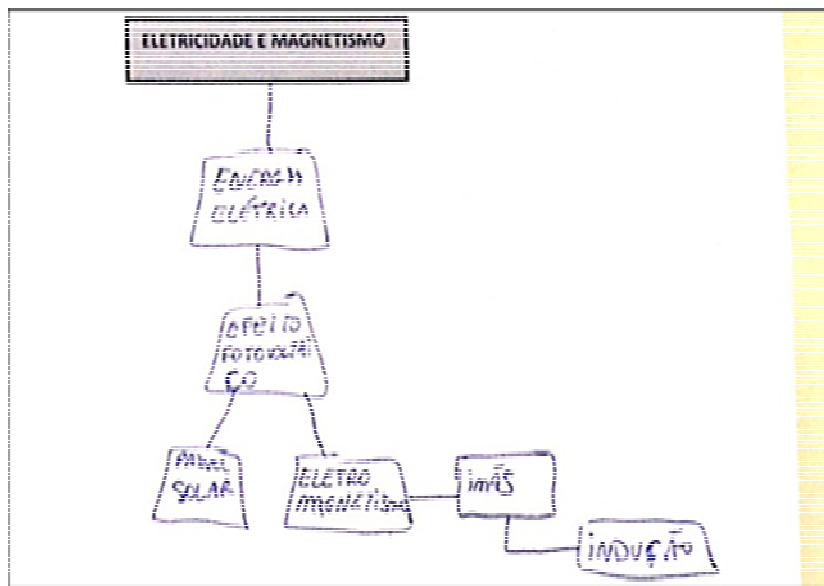 ELETRICIDADE E MAGNETISMO
ENERGIA
ELÉTRICA
EFEITO
FOTOVOLTAI
CO
PAINEL
SOLAR
ELETRO
MAGNETISMO
imãS
iNDUÇÃO